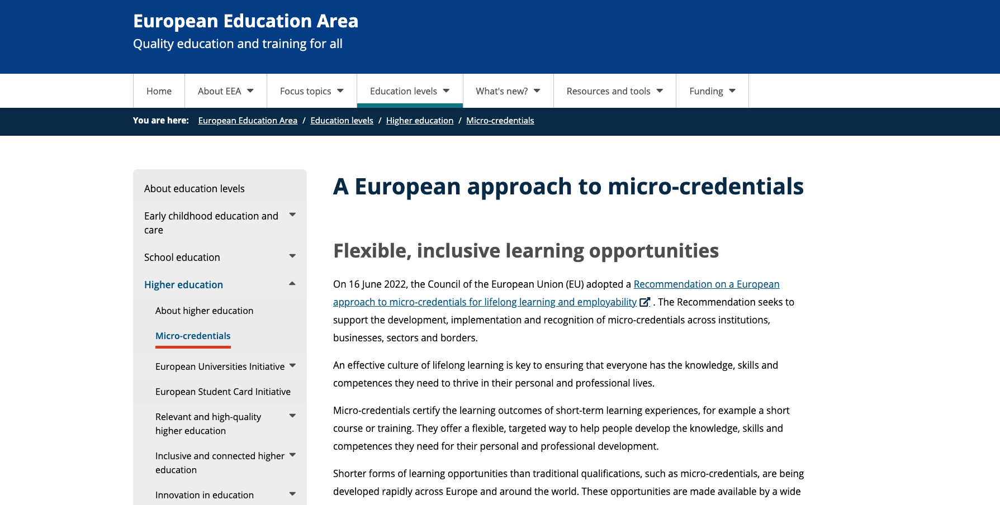 European Education Area
Quality education and training for all
Home
About EEA
Focus topics
Education levels
What's new?
Resources and tools
Funding
You are here: European Education Area / Education levels / Higher education / Micro-credentials
About education levels
Early childhood education and
care
School education
Higher education
About higher education
Micro-credentials
European Universities Initiative
European Student Card Initiative
Relevant and high-quality
higher education
Inclusive and connected higher
education
Innovation in education
A European approach to micro-credentials
Flexible, inclusive learning opportunities
On 16 June 2022, the Council of the European Union (EU) adopted a Recommendation on a European
approach to micro-credentials for lifelong learning and employability . The Recommendation seeks to
support the development, implementation and recognition of micro-credentials across institutions,
businesses, sectors and borders.
An effective culture of lifelong learning is key to ensuring that everyone has the knowledge, skills and
competences they need to thrive in their personal and professional lives.
Micro-credentials certify the learning outcomes of short-term learning experiences, for example a short
course or training. They offer a flexible, targeted way to help people develop the knowledge, skills and
competences they need for their personal and professional development.
Shorter forms of learning opportunities than traditional qualifications, such as micro-credentials, are being
developed rapidly across Europe and around the world. These opportunities are made available by a wide